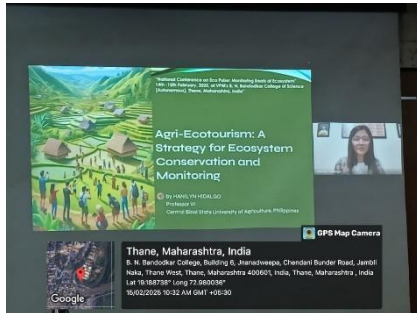 "National Conference on Eco Pulse: Monitoring Beats of Ecosystem"
14th - 15th February, 2025, at VPM's B. N. Bandodkar College of Science
(Autonomous), Thane, Maharashtra, India"
Agri-Ecotourism: A
Strategy for Ecosystem
Conservation and
Monitoring
By HANILYN HIDALGO
Professor VI
Central Bicol State University of Agriculture, Philippines
GPS Map Camera
Thane, Maharashtra, India
B. N. Bandodkar College, Building 6, Jnanadweepa, Chendani Bunder Road, Jambli
Naka, Thane West, Thane, Maharashtra 400601, India, Thane, Maharashtra , India
Lat 19.188738° Long 72.980036°
15/02/2025 10:32 AM GMT +05:30
Google